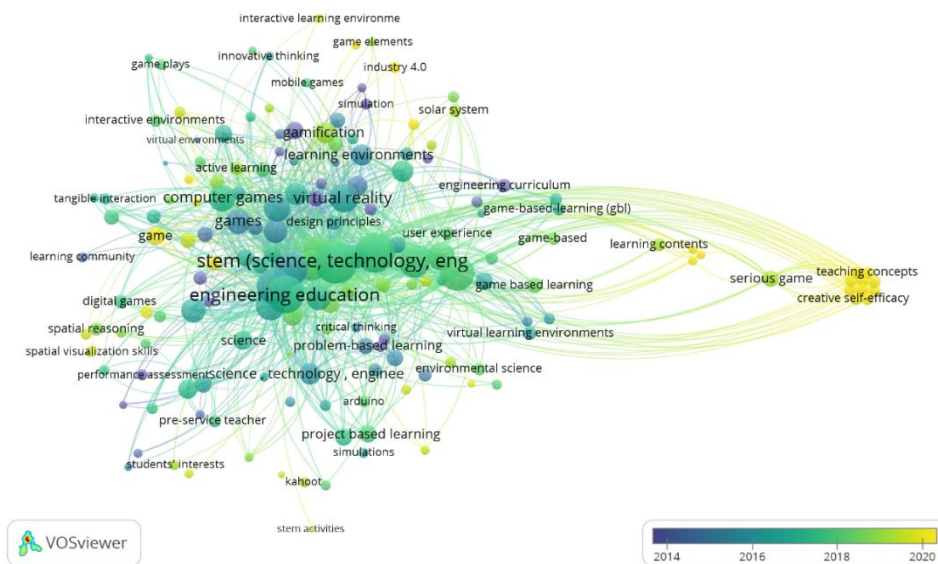 interactive learning environme
game elements
innovative thinking
game plays
industry 4.0
mobile games
simulation
solar system
interactive environments
gamification
virtual environments
learning environments
active learning
engineering curriculum
tangible interaction
computer games
virtual reality
game-based-learning (gbl)
games
design principles
user experience
game
game-based
learning contents
learning community
stem (science, technology, eng
serious game
teaching concepts
game based learning
engineering education
creative self-efficacy
digital games
spatial reasoning
critical thinking
virtual learning environments
science
problem-based learning
spatial visualization skills
environmental science
performance assessment
science , technology , enginee
arduino
pre-service teacher
project based learning
simulations
students' interests
kahoot
stem activities
VOSviewer
2014 2016 2018 2020